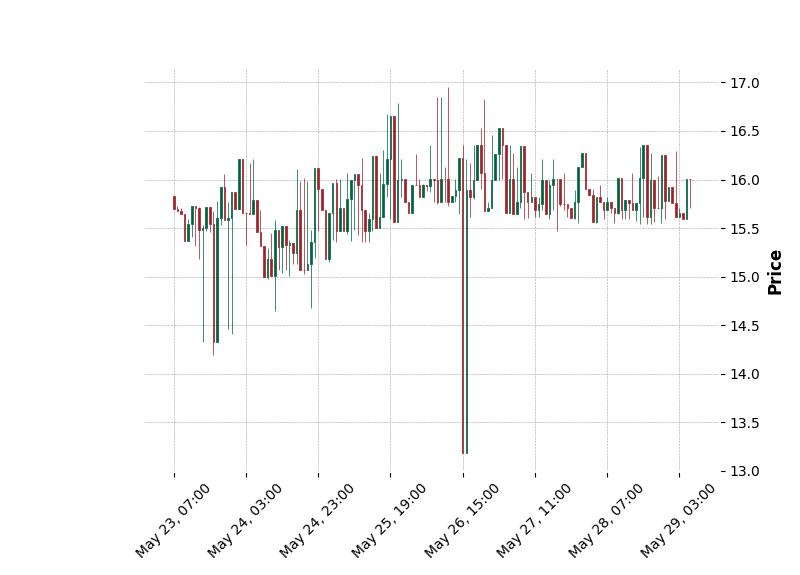 17.0
16.5
16.0
15.5
15.0
14.5
14.0
13.5
13.0
Price
May 23, 07:00
May 24, 03:00
May 24, 23:00
May 25, 19:00
May 26, 15:00
May 27, 11:00
May 28, 07:00
May 29, 03:00